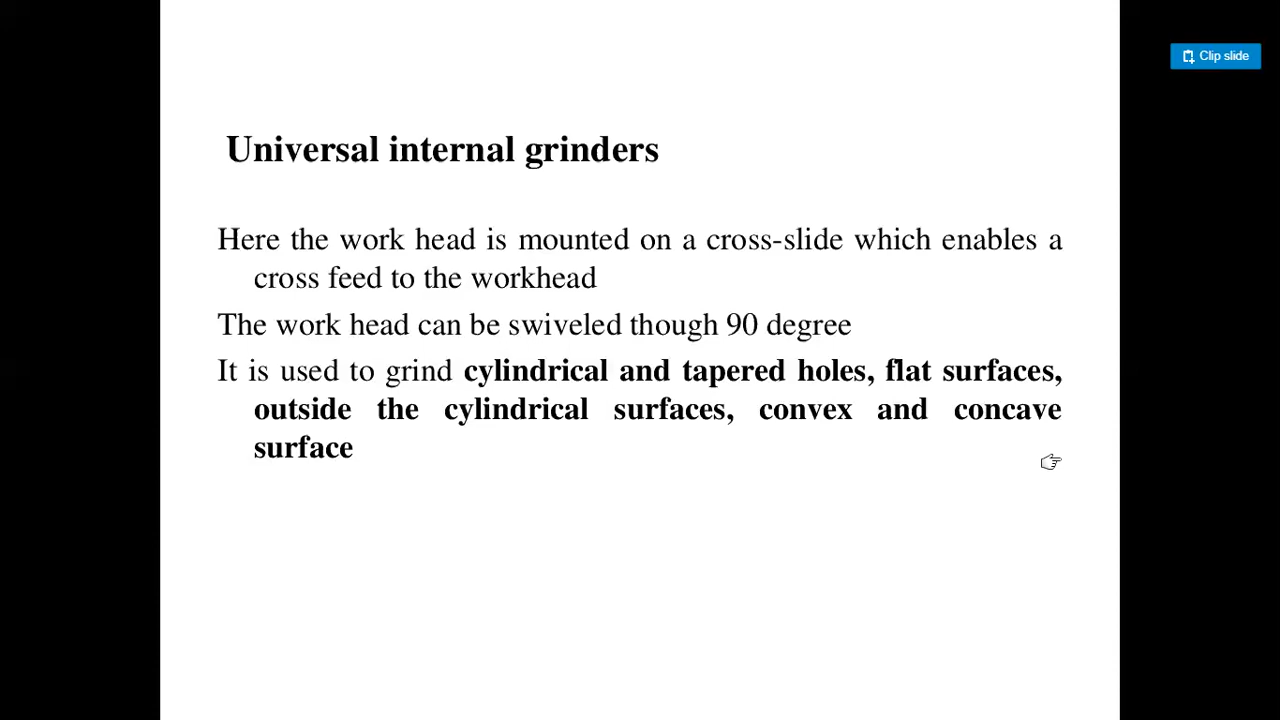 Clip slide
Universal internal grinders
Here the work head is mounted on a cross-slide which enables a
cross feed to the workhead
The work head can be swiveled though 90 degree
It is used to grind cylindrical and tapered holes, flat surfaces,
outside the cylindrical surfaces, convex and concave
surface